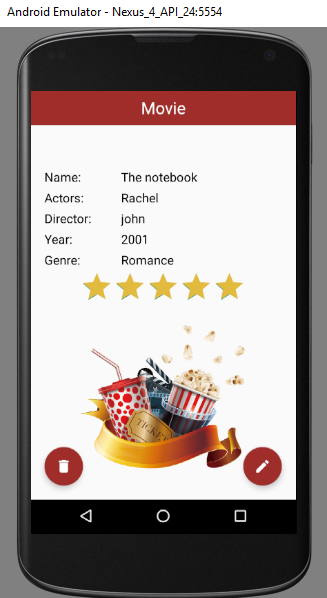 Android Emulator - Nexus_4_API_24:5554
Movie
Name: The notebook
Actors: Rachel
Director: john
Year: 2001
Genre: Romance
TICKET